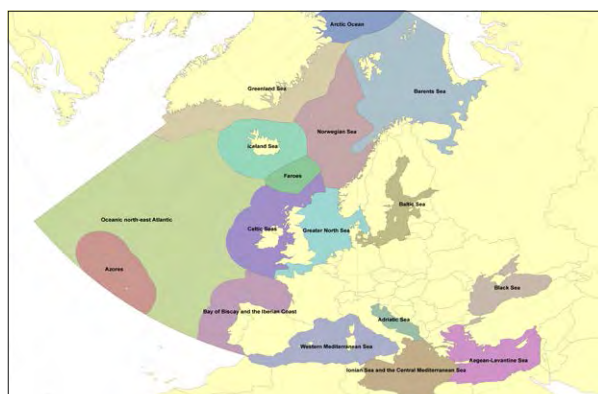 Arctic Ocean
Greenland Sea
Barents Sea
Norwegian Sea
Iceland Sea
Faroes
Baltic Sea
Oceanic north-east Atlantic
Celtic Seas
Greater North Sea
Azores
Black Sea
Bay of Biscay and the Iberian Coast
Adriatic Sea
Western Mediterranean Sea
Aegean-Levantine Sea
Ionian Sea and the Central Mediterranean Sea